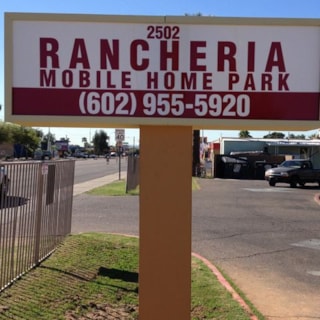 2502
RANCHERIA
MOBILE HOME PARK
(602) 955-5920